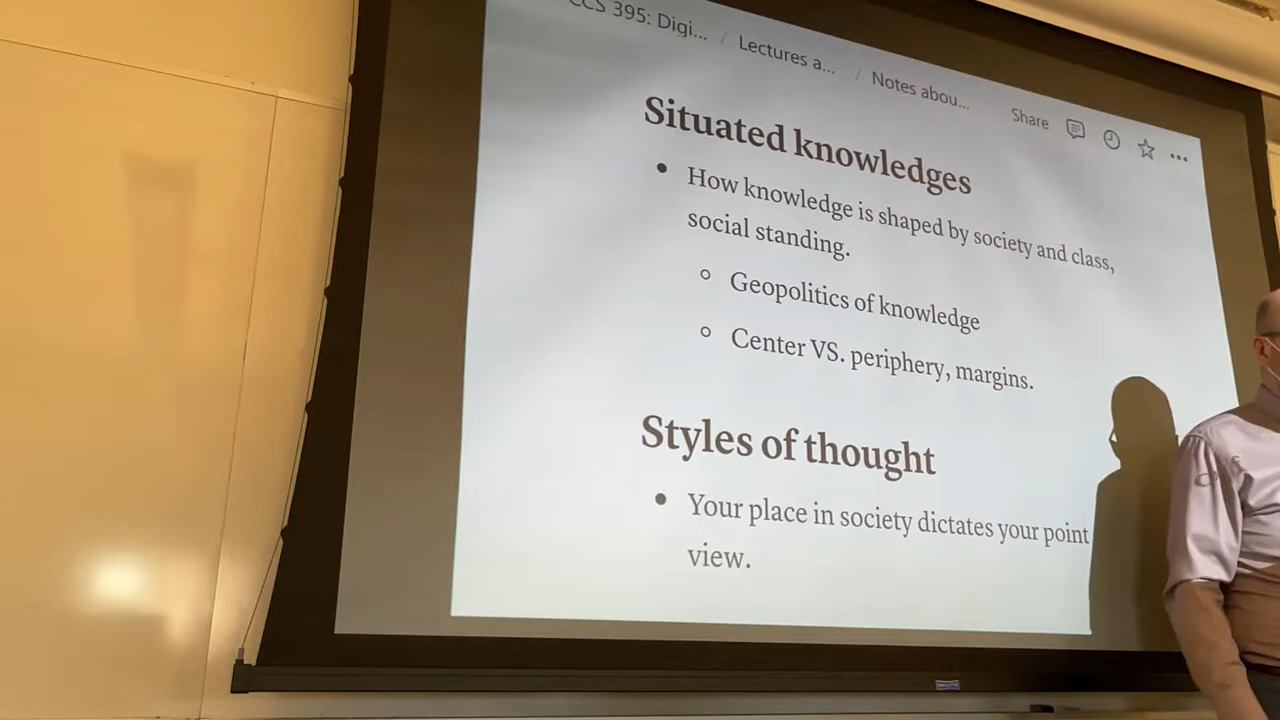 CCS 395: Digi... / Lectures a... / Notes abou...
Share
Situated knowledges
How knowledge is shaped by society and class,
social standing.
Geopolitics of knowledge
Center VS. periphery, margins.
Styles of thought
Your place in society dictates your point
view.